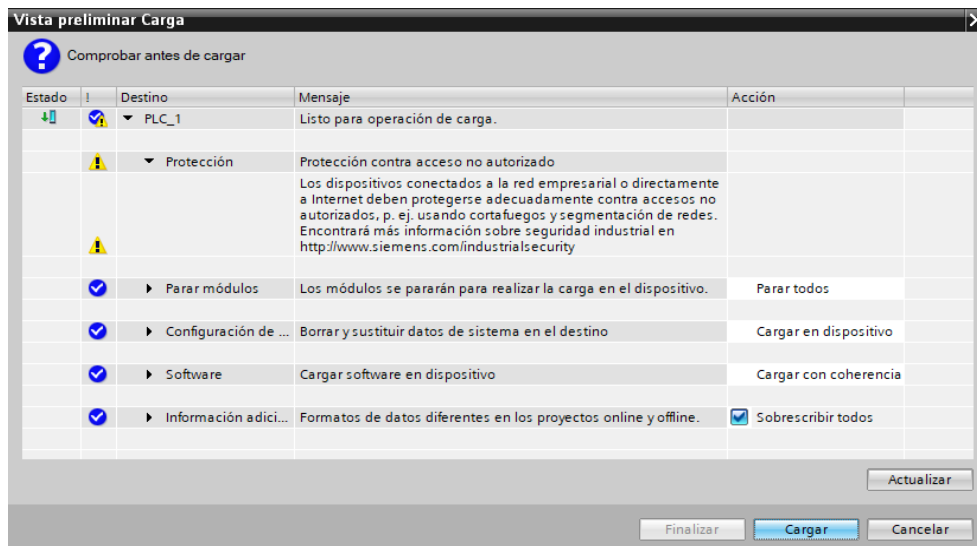 Vista preliminar Carga
Comprobar antes de cargar
Estado ! Destino Mensaje Acción
PLC_1 Listo para operación de carga.
Protección Protección contra acceso no autorizado
Los dispositivos conectados a la red empresarial o directamente
a Internet deben protegerse adecuadamente contra accesos no
autorizados, p. ej. usando cortafuegos y segmentación de redes.
Encontrará más información sobre seguridad industrial en
http://www.siemens.com/industrialsecurity
Parar módulos Los módulos se pararán para realizar la carga en el dispositivo. Parar todos
Configuración de ... Borrar y sustituir datos de sistema en el destino Cargar en dispositivo
Software Cargar software en dispositivo Cargar con coherencia
Información adici... Formatos de datos diferentes en los proyectos online y offline. Sobrescribir todos
Actualizar
Finalizar Cargar Cancelar